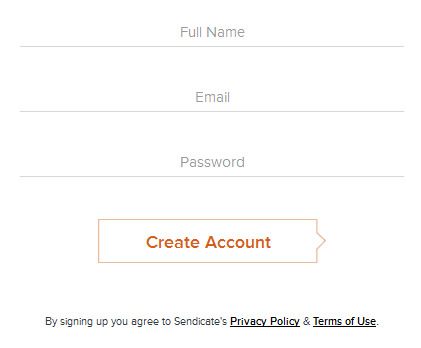 Full Name
Email
Password
Create Account
By signing up you agree to Sendicate's Privacy Policy & Terms of Use.